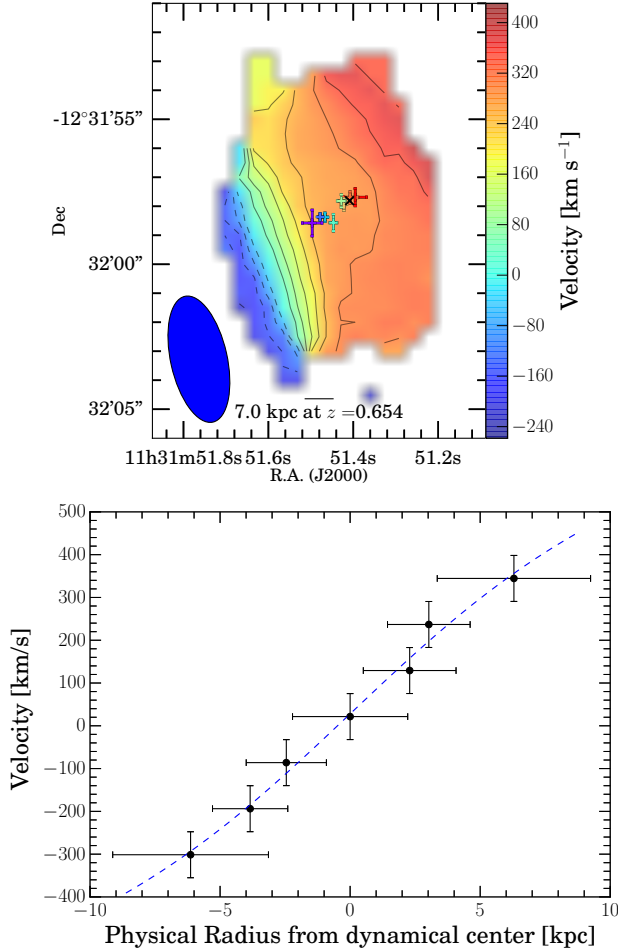 400
320
240
160
80
0
−80
−160
−240
Velocity [km s⁻¹]
-12°31'55"
32'00"
32'05"
Dec
7.0 kpc at z =0.654
11h31m51.8s 51.6s 51.4s 51.2s
R.A. (J2000)
500
400
300
200
100
0
−100
−200
−300
−400
Velocity [km/s]
−10 −5 0 5 10
Physical Radius from dynamical center [kpc]